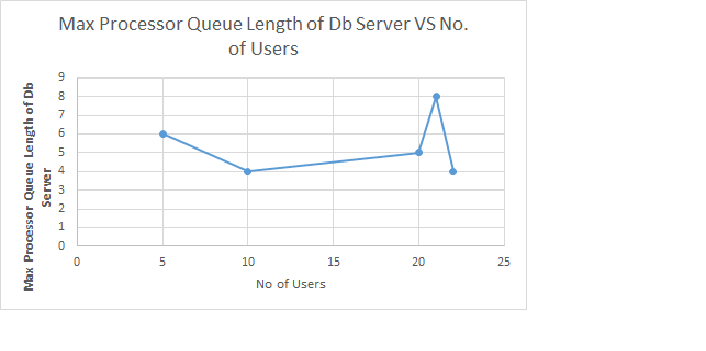 Max Processor Queue Length of Db Server VS No.
of Users
Max Processor Queue Length of Db
Server
9
8
7
6
5
4
3
2
1
0
0 5 10 15 20 25
No of Users